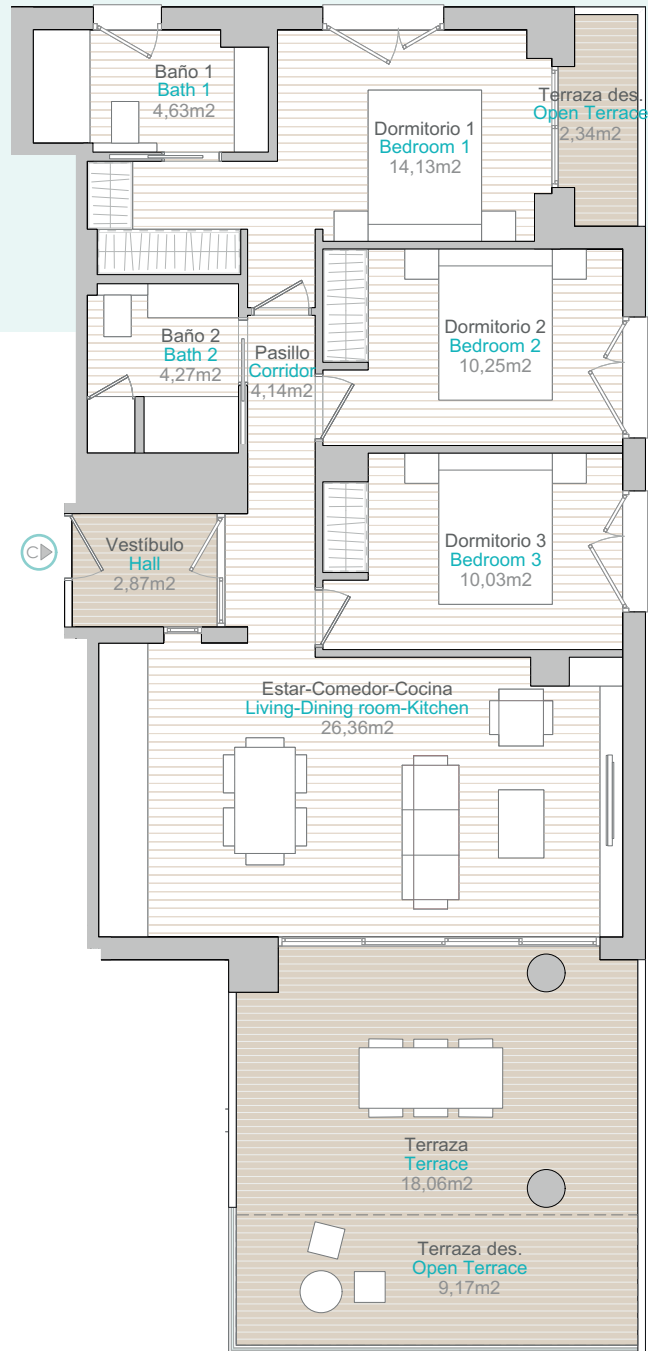 Baño 1
Bath 1
4,63m2
Dormitorio 1
Bedroom 1
14,13m2
Terraza des.
Open Terrace
2,34m2
Baño 2
Bath 2
4,27m2
Pasillo
Corridor
4,14m2
Dormitorio 2
Bedroom 2
10,25m2
Vestíbulo
Hall
2,87m2
C
Dormitorio 3
Bedroom 3
10,03m2
Estar-Comedor-Cocina
Living-Dining room-Kitchen
26,36m2
Terraza
Terrace
18,06m2
Terraza des.
Open Terrace
9,17m2